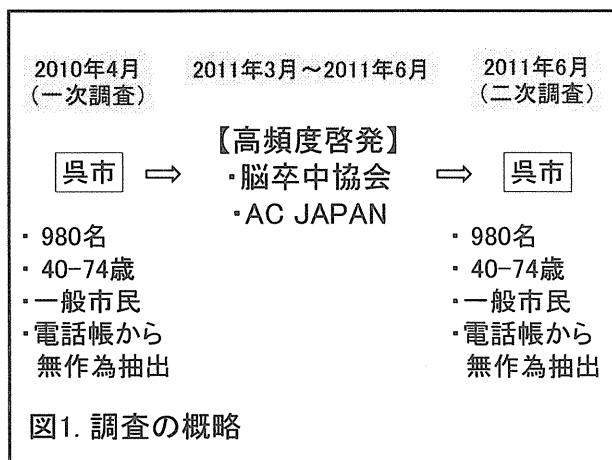 2010年4月
（一次調査）
2011年3月～2011年6月
2011年6月
（二次調査）
呉市
⇨
【高頻度啓発】
・脳卒中協会
・AC JAPAN
⇨
呉市
・ 980名
・ 40-74歳
・一般市民
・電話帳から
無作為抽出
・ 980名
・ 40-74歳
・一般市民
・電話帳から
無作為抽出
図1. 調査の概略